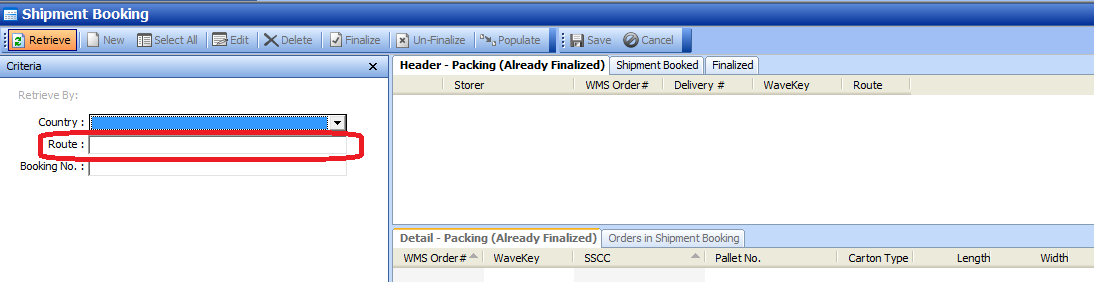 Shipment Booking
Retrieve New Select All Edit Delete Finalize Un-Finalize Populate Save Cancel
Criteria
Retrieve By:
Country :
Route :
Booking No. :
Header - Packing (Already Finalized) Shipment Booked Finalized
Storer WMS Order# Delivery # WaveKey Route
Detail - Packing (Already Finalized) Orders in Shipment Booking
WMS Order# WaveKey SSCC Pallet No. Carton Type Length Width